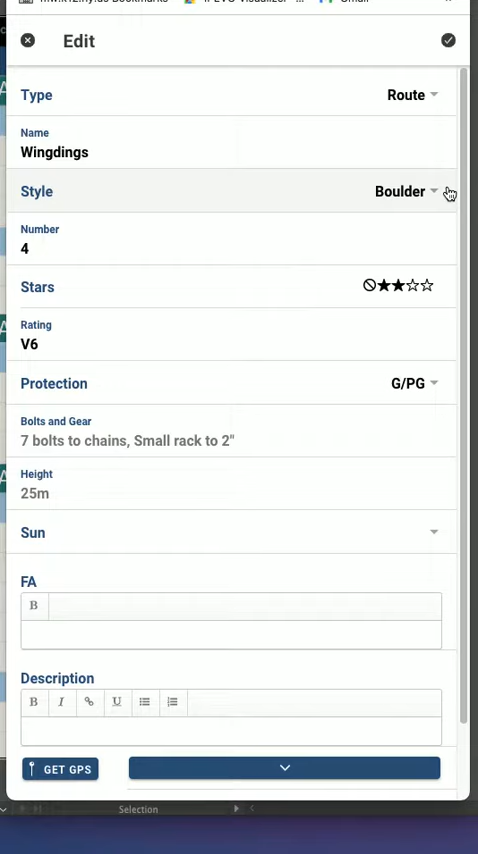 Edit
Type Route
Name
Wingdings
Style Boulder
Number
4
Stars
Rating
V6
Protection G/PG
Bolts and Gear
7 bolts to chains, Small rack to 2"
Height
25m
Sun
FA
B
Description
B I U
GET GPS
Selection